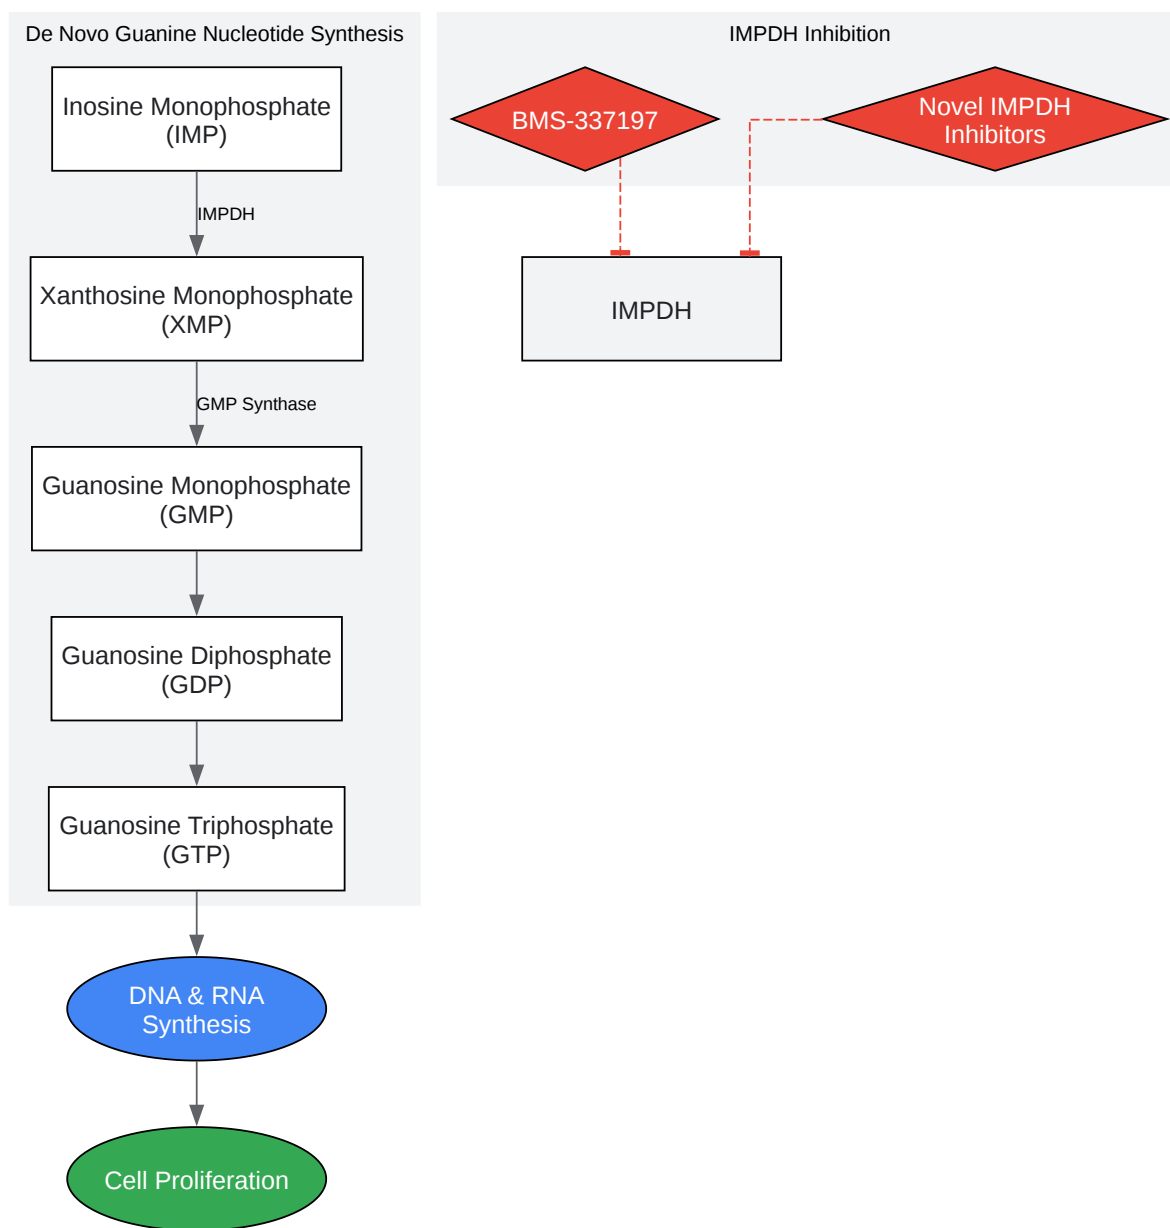 De Novo Guanine Nucleotide Synthesis
Inosine Monophosphate
(IMP)
IMPDH
Xanthosine Monophosphate
(XMP)
GMP Synthase
Guanosine Monophosphate
(GMP)
Guanosine Diphosphate
(GDP)
Guanosine Triphosphate
(GTP)
DNA & RNA
Synthesis
Cell Proliferation
IMPDH Inhibition
BMS-337197
Novel IMPDH
Inhibitors
IMPDH